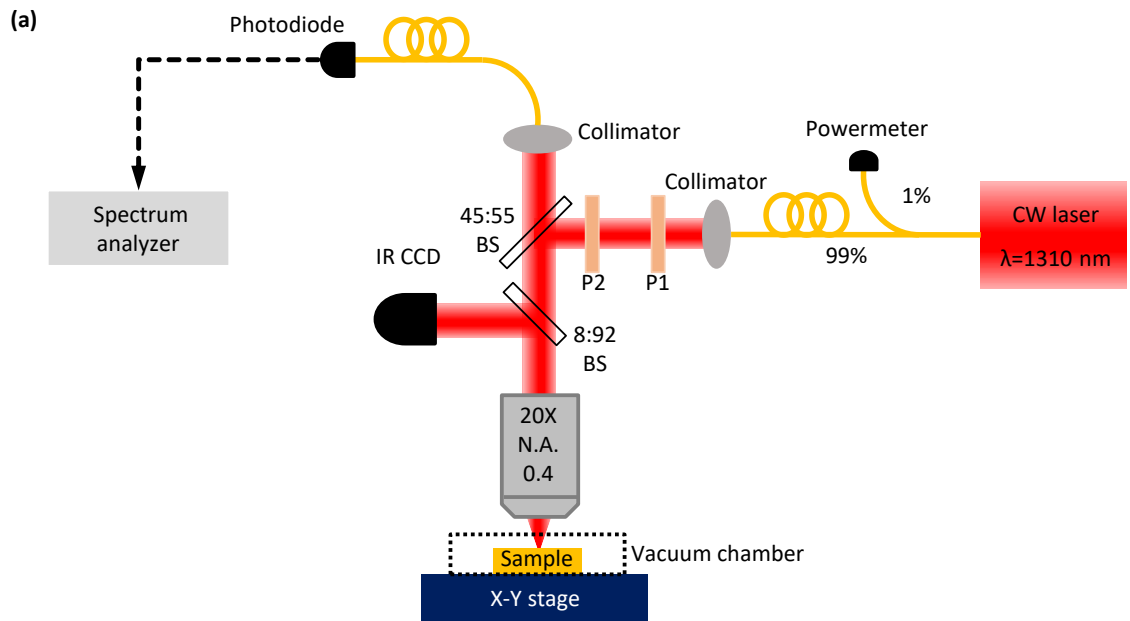 (a)
Photodiode
Collimator
Powermeter
Collimator
1%
CW laser
λ=1310 nm
99%
Spectrum
analyzer
45:55
BS
IR CCD
P2
P1
8:92
BS
20X
N.A.
0.4
Sample
Vacuum chamber
X-Y stage